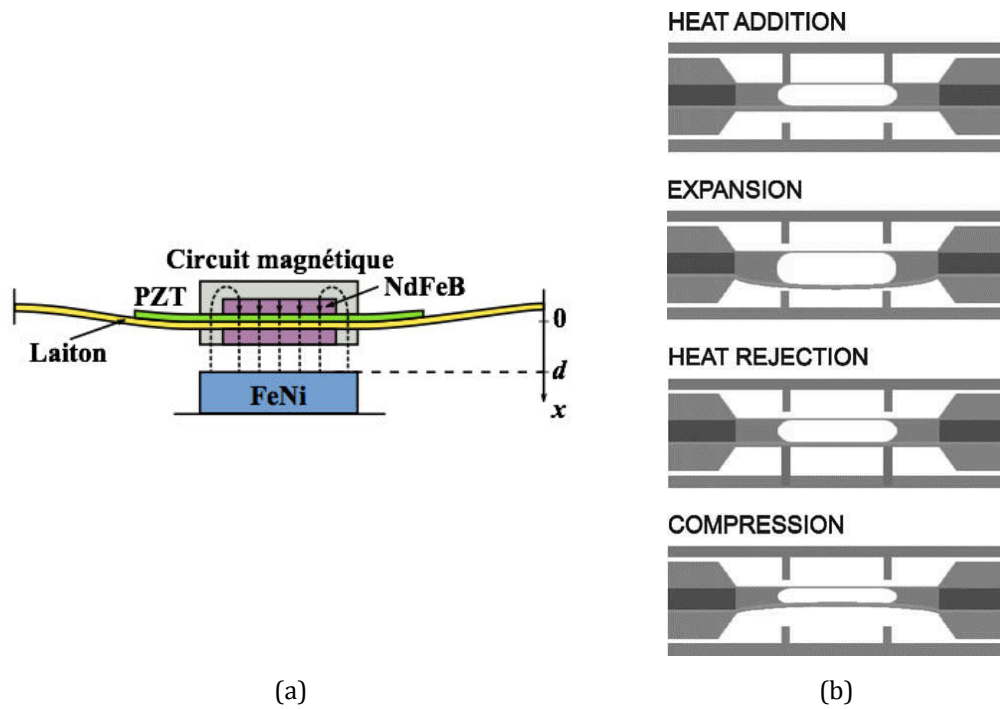 Circuit magnétique
NdFeB
PZT
0
Laiton
d
FeNi
x
(a)
HEAT ADDITION
EXPANSION
HEAT REJECTION
COMPRESSION
(b)